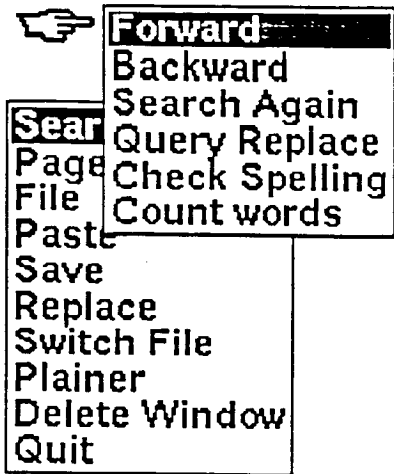 Forward
Backward
Search Again
Query Replace
Check Spelling
Count words
Sear
Page
File
Paste
Save
Replace
Switch File
Plainer
Delete Window
Quit